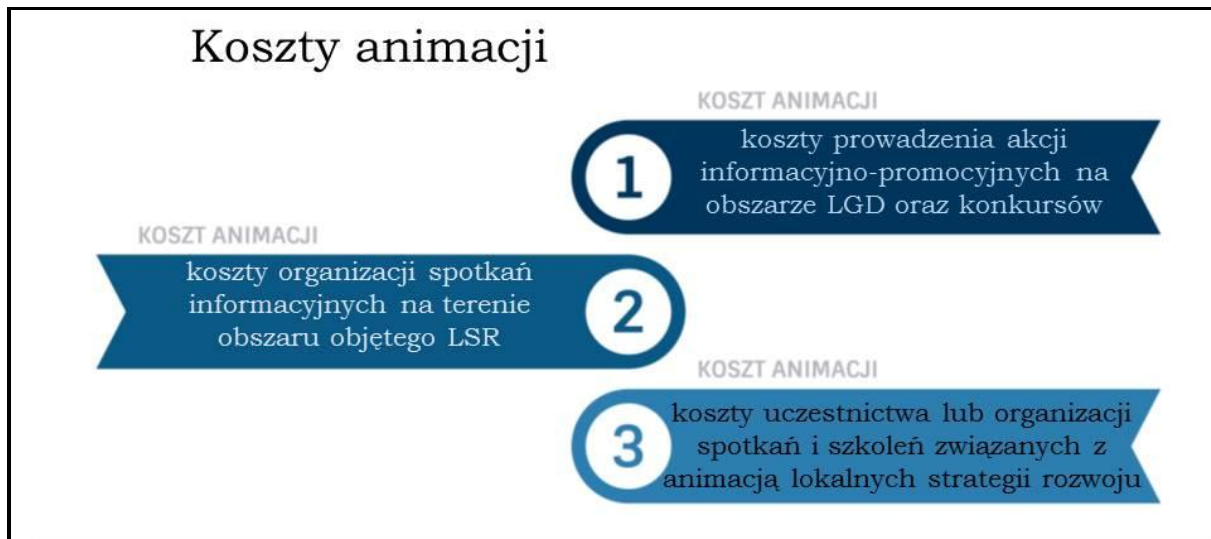 Koszty animacji
KOSZT ANIMACJI
1
koszty prowadzenia akcji
informacyjno-promocyjnych na
obszarze LGD oraz konkursów
KOSZT ANIMACJI
koszty organizacji spotkań
informacyjnych na terenie
obszaru objętego LSR
2
KOSZT ANIMACJI
3
koszty uczestnictwa lub organizacji
spotkań i szkoleń związanych z
animacją lokalnych strategii rozwoju